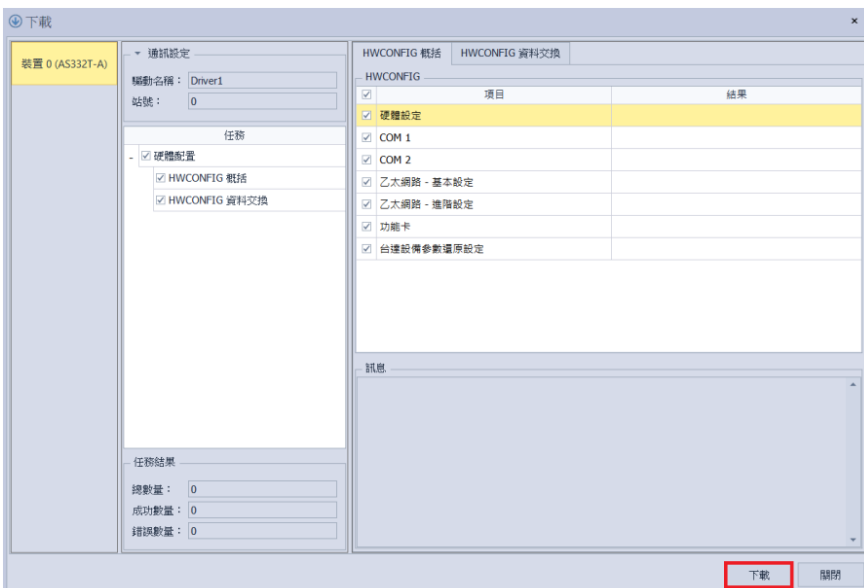 下載
裝置 0 (AS332T-A)
通訊設定
驅動名稱： Driver1
站號： 0
任務
硬體配置
HWCONFIG 概括
HWCONFIG 資料交換
任務結果
總數量： 0
成功數量： 0
錯誤數量： 0
HWCONFIG 概括 HWCONFIG 資料交換
HWCONFIG
項目 結果
硬體設定
COM 1
COM 2
乙太網路 - 基本設定
乙太網路 - 進階設定
功能卡
台達設備參數還原設定
訊息
下載 關閉